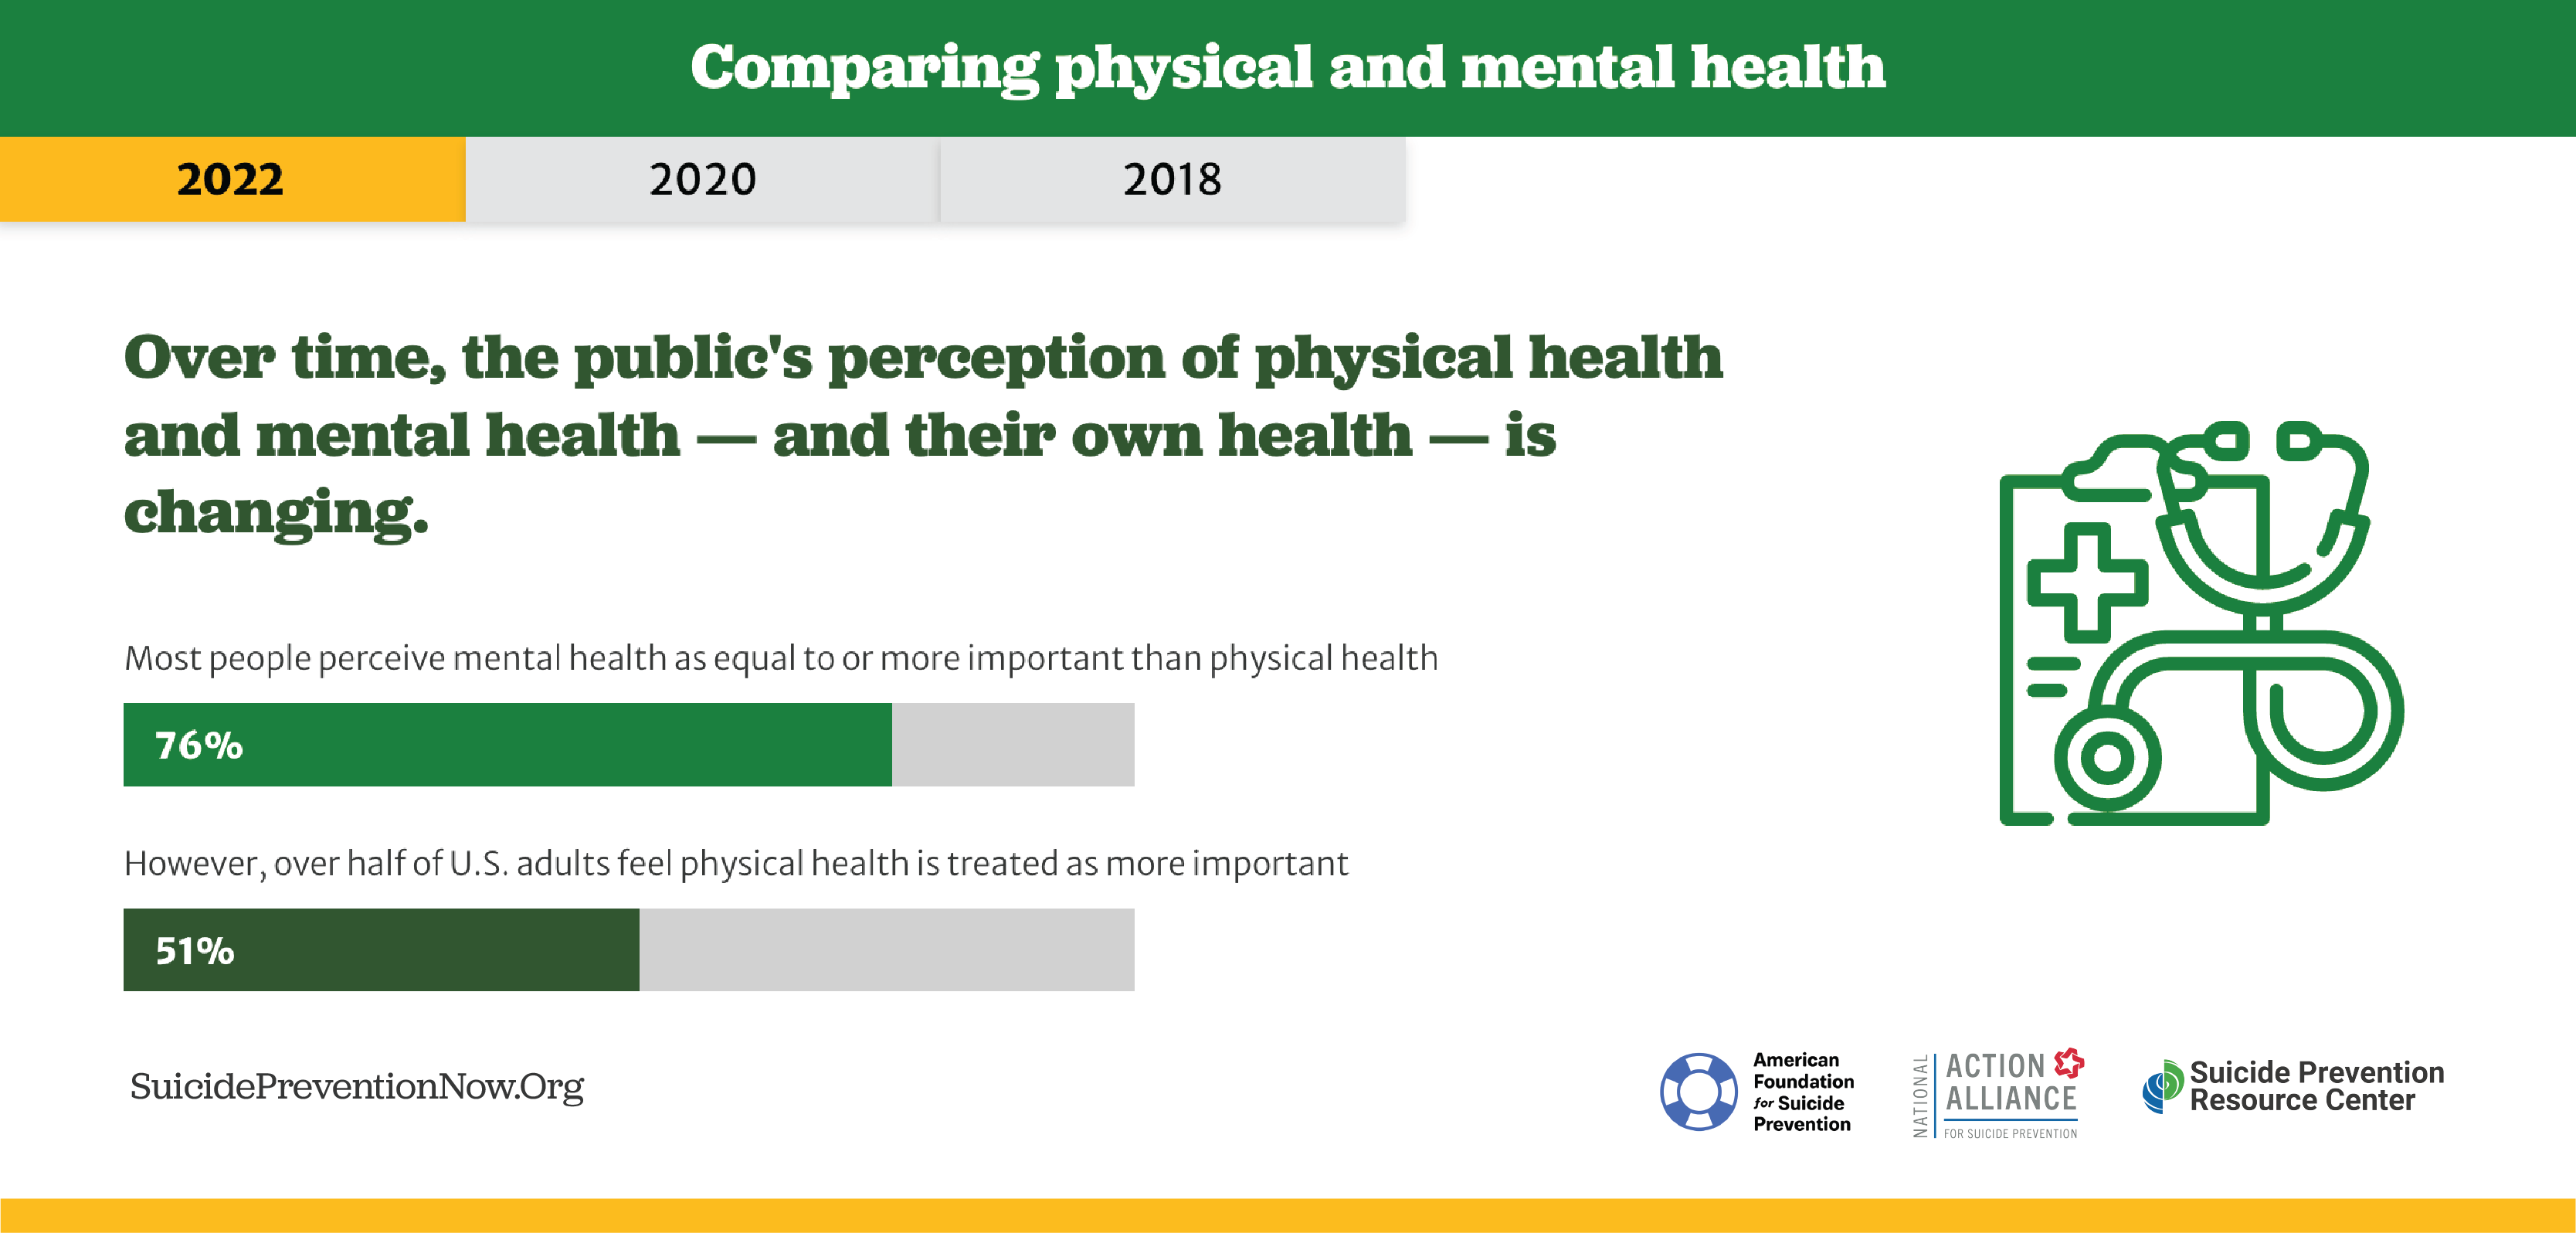 Comparing physical and mental health
2022
2020
2018
Over time, the public's perception of physical health
and mental health — and their own health — is
changing.
Most people perceive mental health as equal to or more important than physical health
76%
However, over half of U.S. adults feel physical health is treated as more important
51%
SuicidePreventionNow.Org
American
Foundation
for Suicide
Prevention
NATIONAL
ACTION
ALLIANCE
FOR SUICIDE PREVENTION
Suicide Prevention
Resource Center